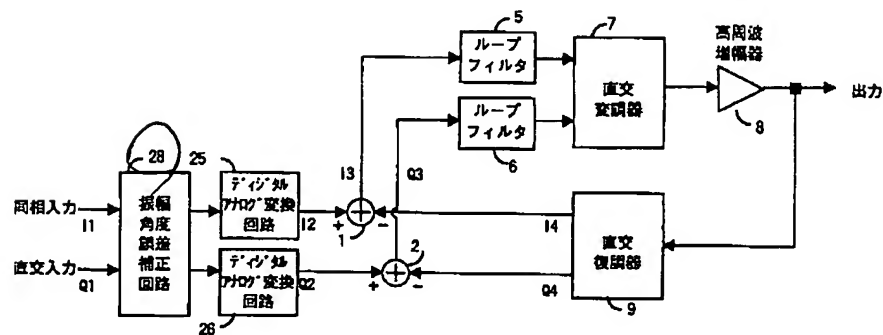 5
ループ
フィルタ
7
直交
変調器
高周波
増幅器
8
出力
ループ
フィルタ
6
28
25
I3
Q3
同相入力
I1
直交入力
Q1
振幅
角度
誤差
補正
回路
ディジタル
アナログ変換
回路
I2
+
-
1
I4
ディジタル
アナログ変換
回路
Q2
26
+
-
2
Q4
直交
復調器
9